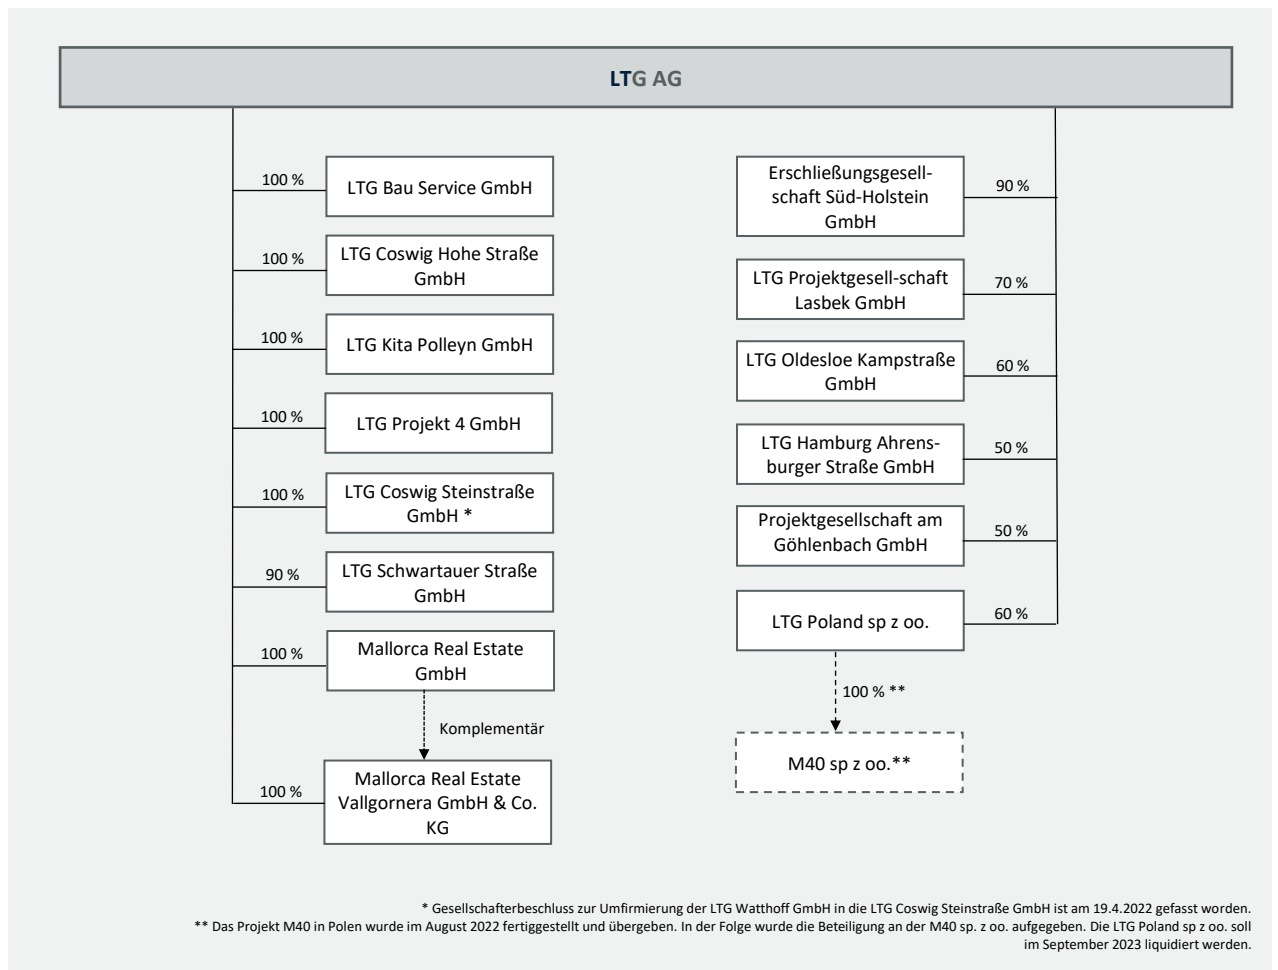 LTG AG
100 %
LTG Bau Service GmbH
100 %
LTG Coswig Hohe Straße
GmbH
100 %
LTG Kita Polleyn GmbH
100 %
LTG Projekt 4 GmbH
100 %
LTG Coswig Steinstraße
GmbH *
90 %
LTG Schwartauer Straße
GmbH
100 %
Mallorca Real Estate
GmbH
Komplementär
100 %
Mallorca Real Estate
Vallgornera GmbH & Co.
KG
Erschließungsgesell-
schaft Süd-Holstein
GmbH
90 %
LTG Projektgesell-schaft
Lasbek GmbH
70 %
LTG Oldesloe Kampstraße
GmbH
60 %
LTG Hamburg Ahrens-
burger Straße GmbH
50 %
Projektgesellschaft am
Göhlenbach GmbH
50 %
LTG Poland sp z oo.
60 %
100 % **
M40 sp z oo.**
* Gesellschafterbeschluss zur Umfirmierung der LTG Watthoff GmbH in die LTG Coswig Steinstraße GmbH ist am 19.4.2022 gefasst worden.
** Das Projekt M40 in Polen wurde im August 2022 fertiggestellt und übergeben. In der Folge wurde die Beteiligung an der M40 sp. z oo. aufgegeben. Die LTG Poland sp z oo. soll
im September 2023 liquidiert werden.